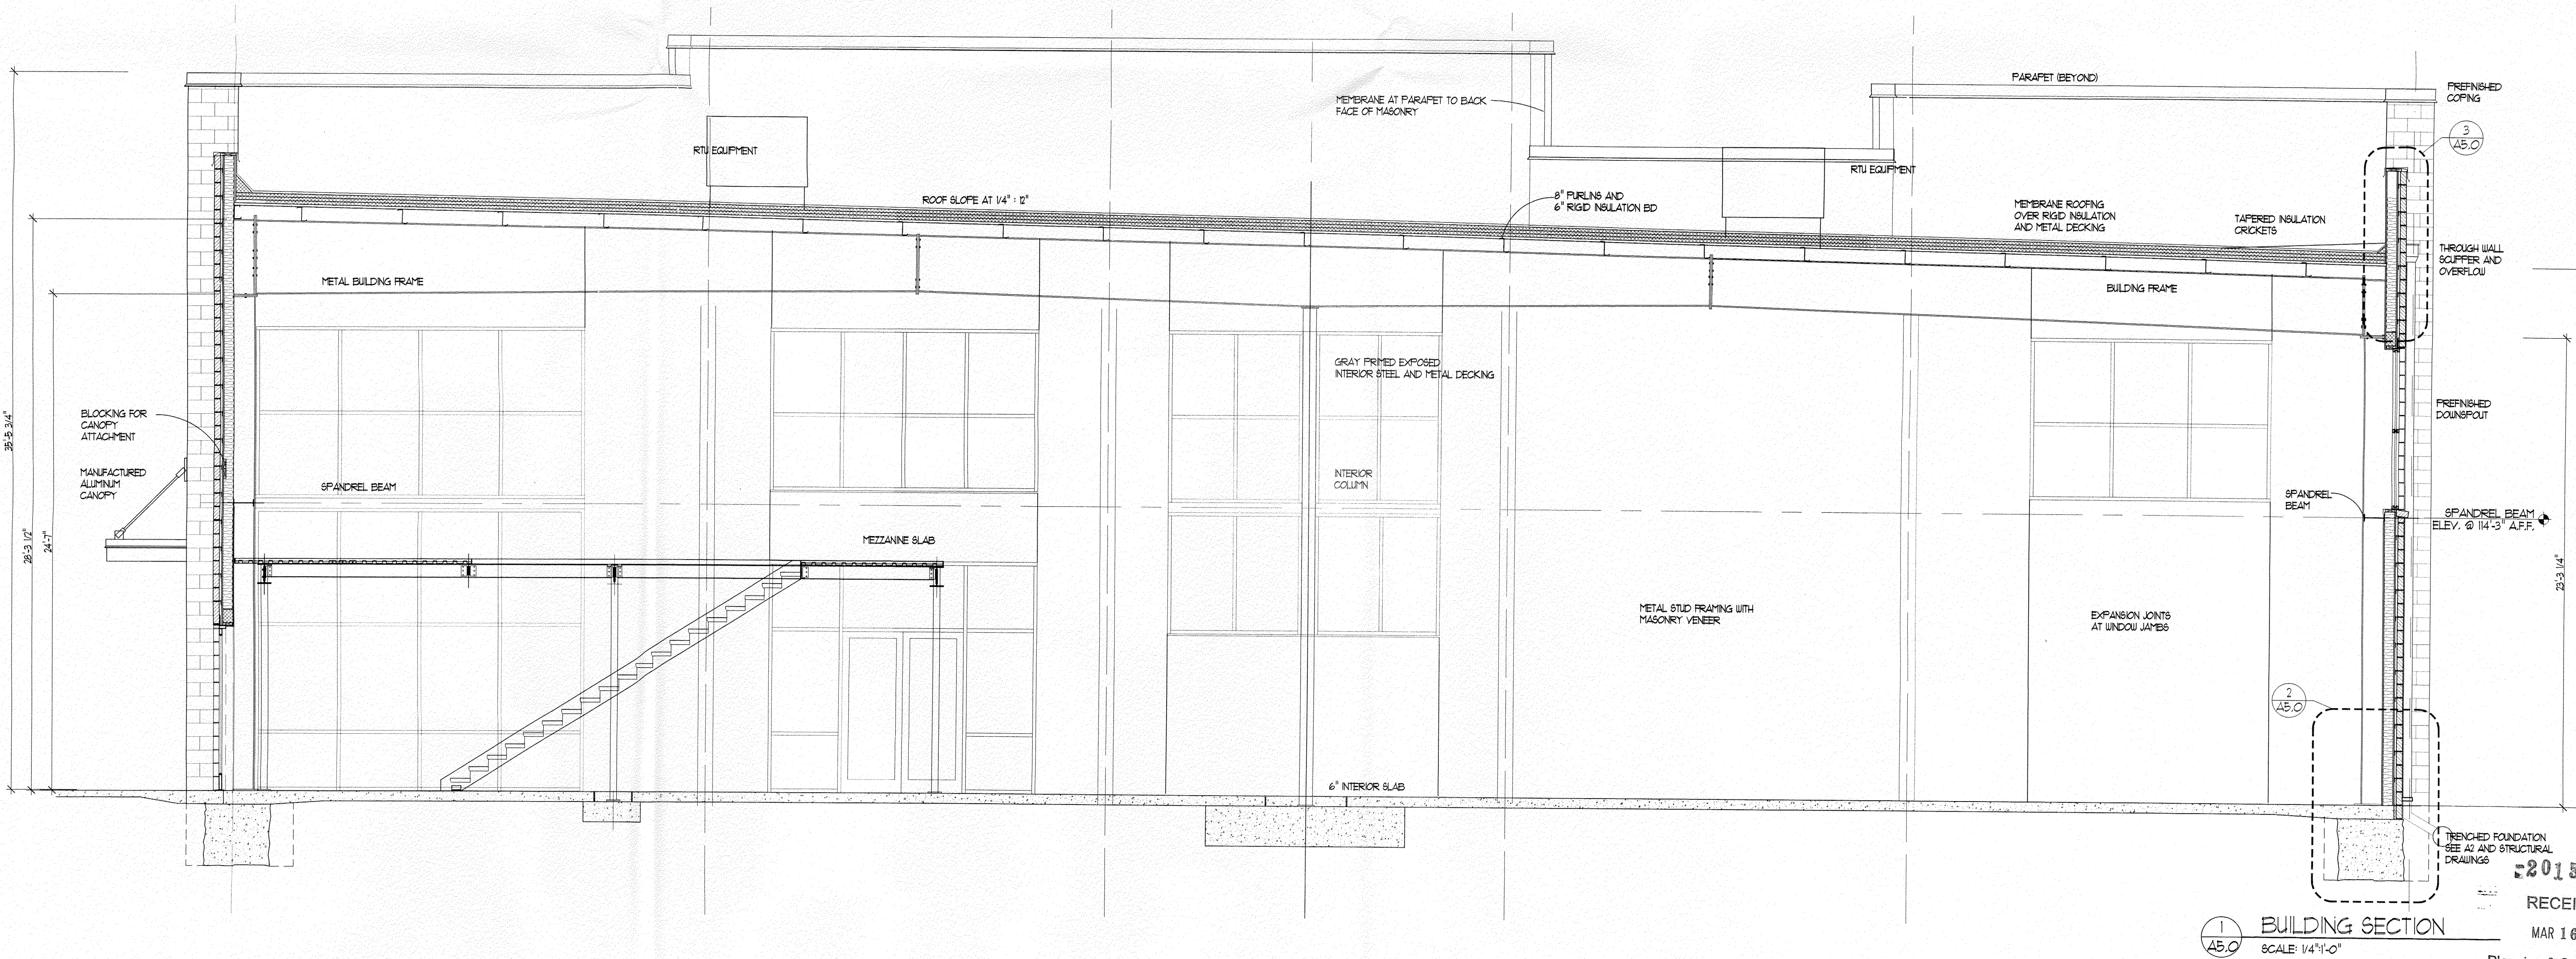 PARAPET (BEYOND)
PREFINISHED
COPING
MEMBRANE AT PARAPET TO BACK
FACE OF MASONRY
3
A5.0
RTU EQUIPMENT
RTU EQUIPMENT
ROOF SLOPE AT 1/4" : 12"
8" PURLINS AND
6" RIGID INSULATION BD
MEMBRANE ROOFING
OVER RIGID INSULATION
AND METAL DECKING
TAPERED INSULATION
CRICKETS
THROUGH WALL
SCUPPER AND
OVERFLOW
METAL BUILDING FRAME
BUILDING FRAME
GRAY PRIMED EXPOSED
INTERIOR STEEL AND METAL DECKING
35'-5 3/4"
28'-3 1/2"
24'-7"
BLOCKING FOR
CANOPY
ATTACHMENT
PREFINISHED
DOWNSPOUT
MANUFACTURED
ALUMINUM
CANOPY
SPANDREL BEAM
INTERIOR
COLUMN
SPANDREL
BEAM
SPANDREL BEAM
ELEV. @ 114'-3" A.F.F.
MEZZANINE SLAB
23'-3 1/4"
METAL STUD FRAMING WITH
MASONRY VENEER
EXPANSION JOINTS
AT WINDOW JAMBS
2
A5.0
6" INTERIOR SLAB
TRENCHED FOUNDATION
SEE A2 AND STRUCTURAL
DRAWINGS
2015
RECEI
MAR 16
1
A5.0
BUILDING SECTION
SCALE: 1/4":1'-0"